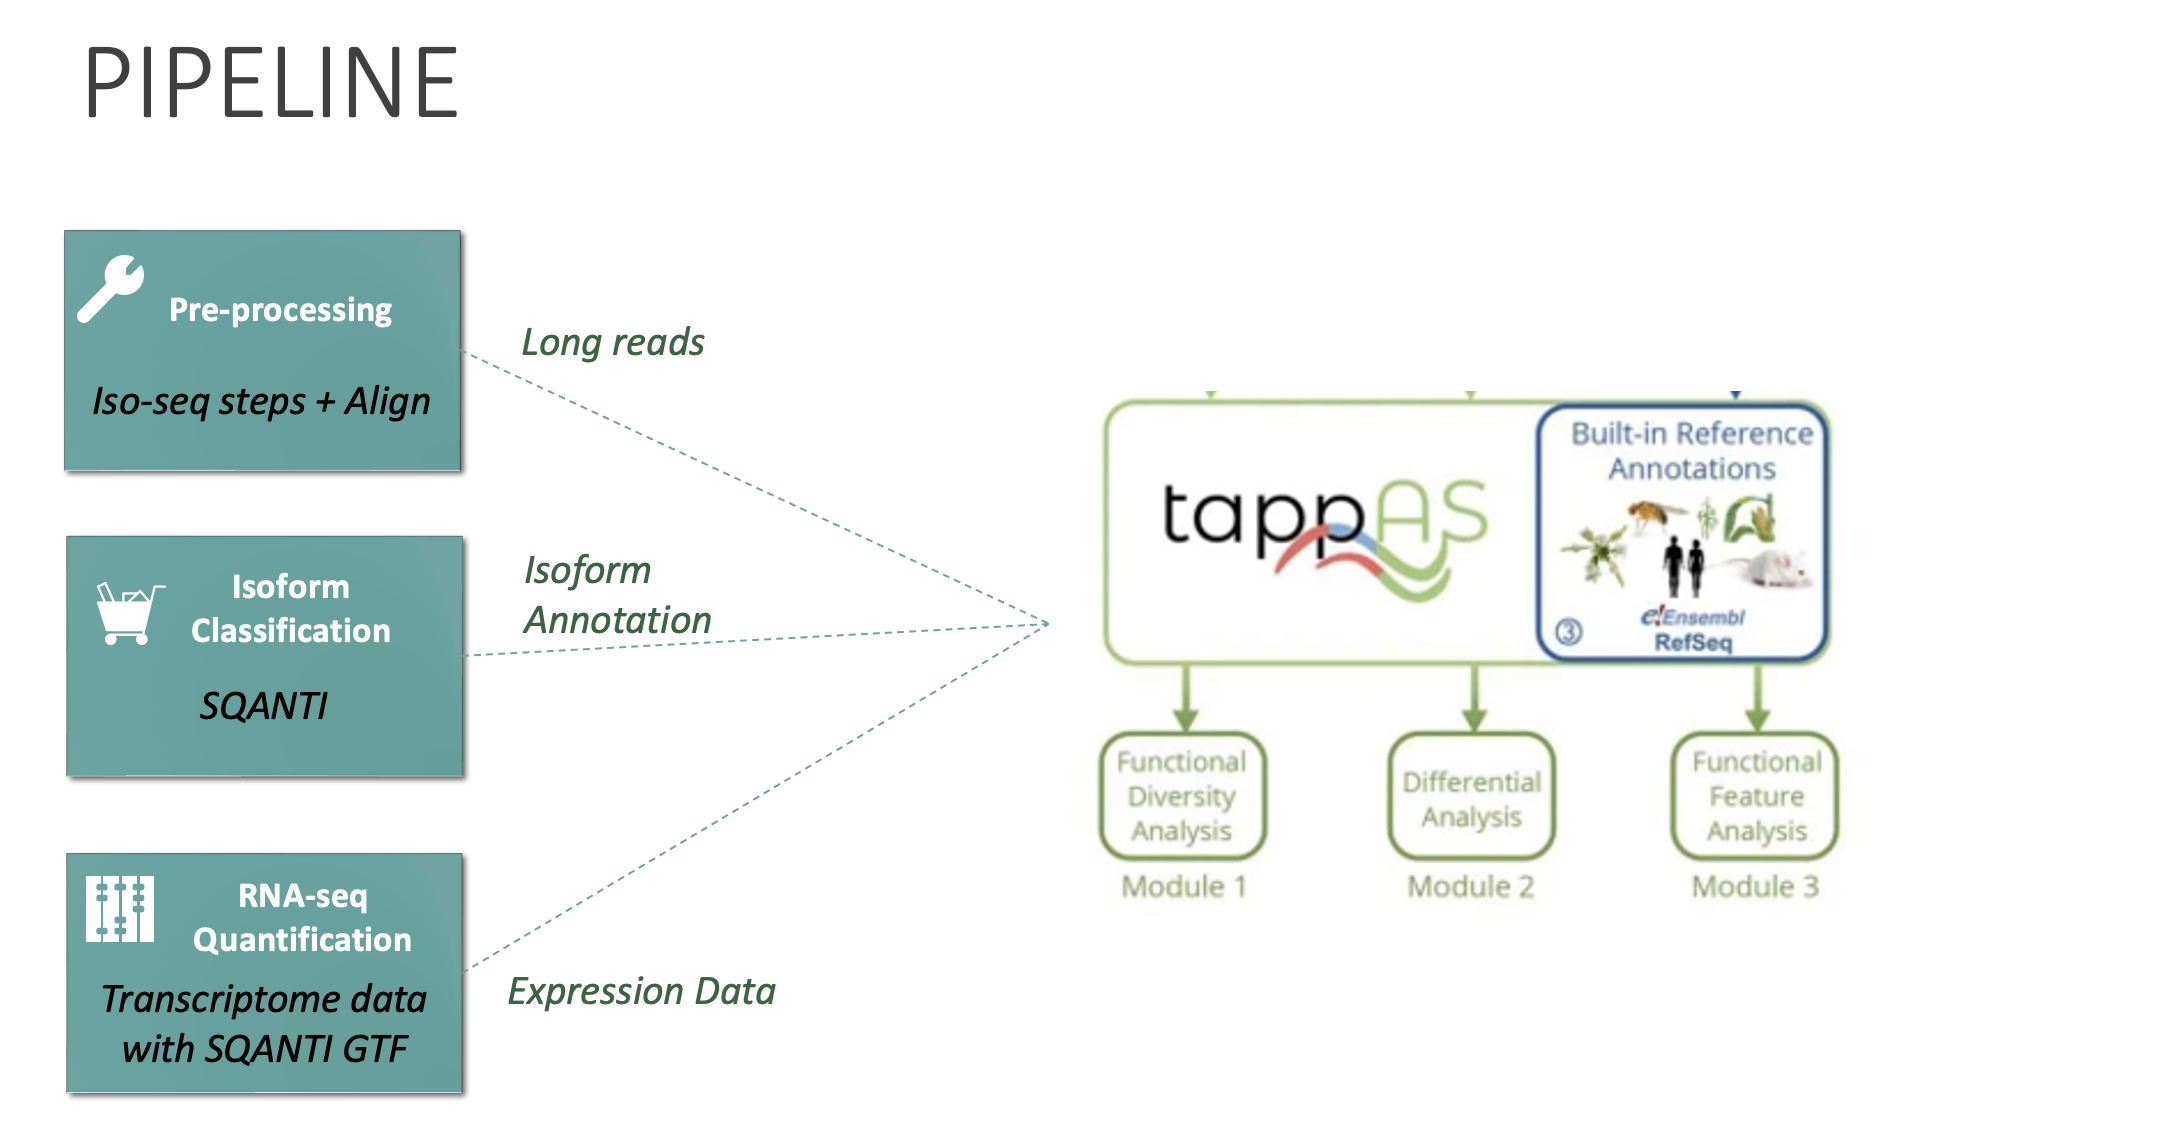 PIPELINE
Pre-processing
Iso-seq steps + Align
Long reads
Isoform
Classification
SQANTI
Isoform
Annotation
RNA-seq
Quantification
Transcriptome data
with SQANTI GTF
Expression Data
tappAS
Built-in Reference
Annotations
e!Ensembl
RefSeq
③
Functional
Diversity
Analysis
Module 1
Differential
Analysis
Module 2
Functional
Feature
Analysis
Module 3